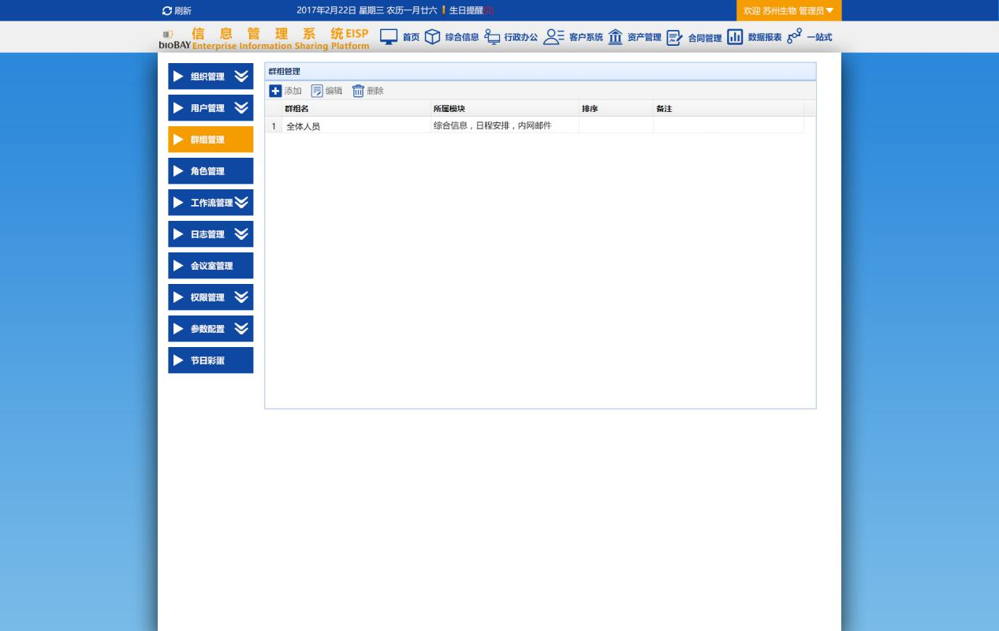 刷新 2017年2月22日 星期三 农历一月廿六 生日提醒[0] 欢迎 苏州生物 管理员
bioBAY 信息管理系统EISP
Enterprise Information Sharing Platform
首页 综合信息 行政办公 客户系统 资产管理 合同管理 数据报表 一站式
组织管理
用户管理
群组管理
角色管理
工作流管理
日志管理
会议室管理
权限管理
参数配置
节日彩蛋
群组管理
添加 编辑 删除
群组名 所属模块 排序 备注
1 全体人员 综合信息，日程安排，内网邮件